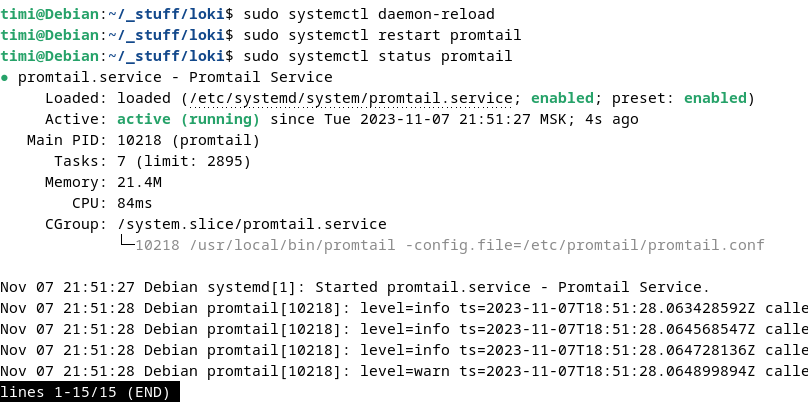 timi@Debian:~/_stuff/loki$ sudo systemctl daemon-reload
timi@Debian:~/_stuff/loki$ sudo systemctl restart promtail
timi@Debian:~/_stuff/loki$ sudo systemctl status promtail
● promtail.service - Promtail Service
Loaded: loaded (/etc/systemd/system/promtail.service; enabled; preset: enabled)
Active: active (running) since Tue 2023-11-07 21:51:27 MSK; 4s ago
Main PID: 10218 (promtail)
Tasks: 7 (limit: 2895)
Memory: 21.4M
CPU: 84ms
CGroup: /system.slice/promtail.service
└─10218 /usr/local/bin/promtail -config.file=/etc/promtail/promtail.conf
Nov 07 21:51:27 Debian systemd[1]: Started promtail.service - Promtail Service.
Nov 07 21:51:28 Debian promtail[10218]: level=info ts=2023-11-07T18:51:28.063428592Z calle
Nov 07 21:51:28 Debian promtail[10218]: level=info ts=2023-11-07T18:51:28.064568547Z calle
Nov 07 21:51:28 Debian promtail[10218]: level=info ts=2023-11-07T18:51:28.064728136Z calle
Nov 07 21:51:28 Debian promtail[10218]: level=warn ts=2023-11-07T18:51:28.064899894Z calle
lines 1-15/15 (END)